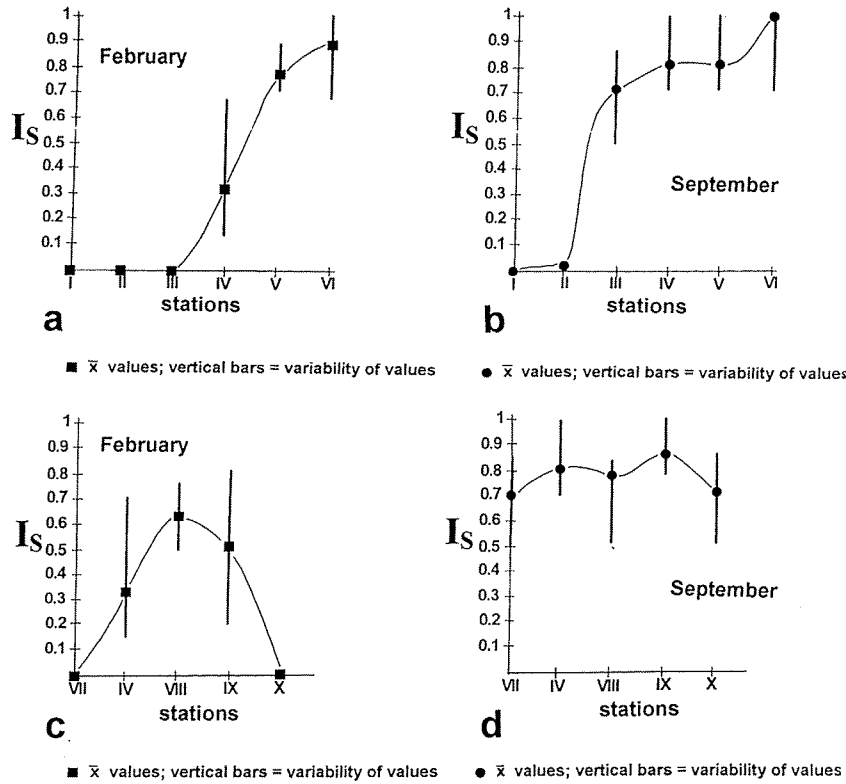 1
0.9
0.8
0.7
0.6
0.5
0.4
0.3
0.2
0.1
I_S
February
I II III IV V VI
stations
a
■ x̄ values; vertical bars = variability of values
1
0.9
0.8
0.7
0.6
0.5
0.4
0.3
0.2
0.1
I_S
September
I II III IV V VI
stations
b
● x̄ values; vertical bars = variability of values
1
0.9
0.8
0.7
0.6
0.5
0.4
0.3
0.2
0.1
I_S
February
VII IV VIII IX X
stations
c
■ x̄ values; vertical bars = variability of values
1
0.9
0.8
0.7
0.6
0.5
0.4
0.3
0.2
0.1
I_S
September
VII IV VIII IX X
stations
d
● x̄ values; vertical bars = variability of values